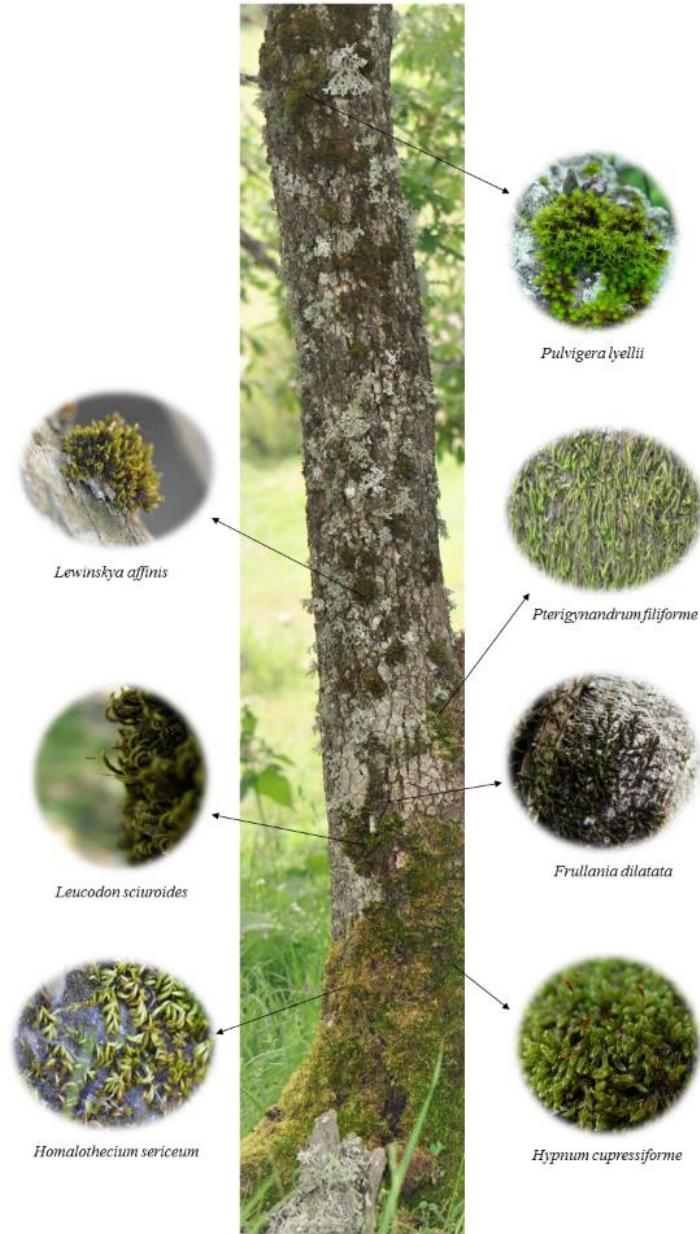 Pulvigera lyellii
Lewinskya affinis
Pterigynandrum filiforme
Leucodon sciuroides
Frullania dilatata
Homalothecium sericeum
Hypnum cupressiforme